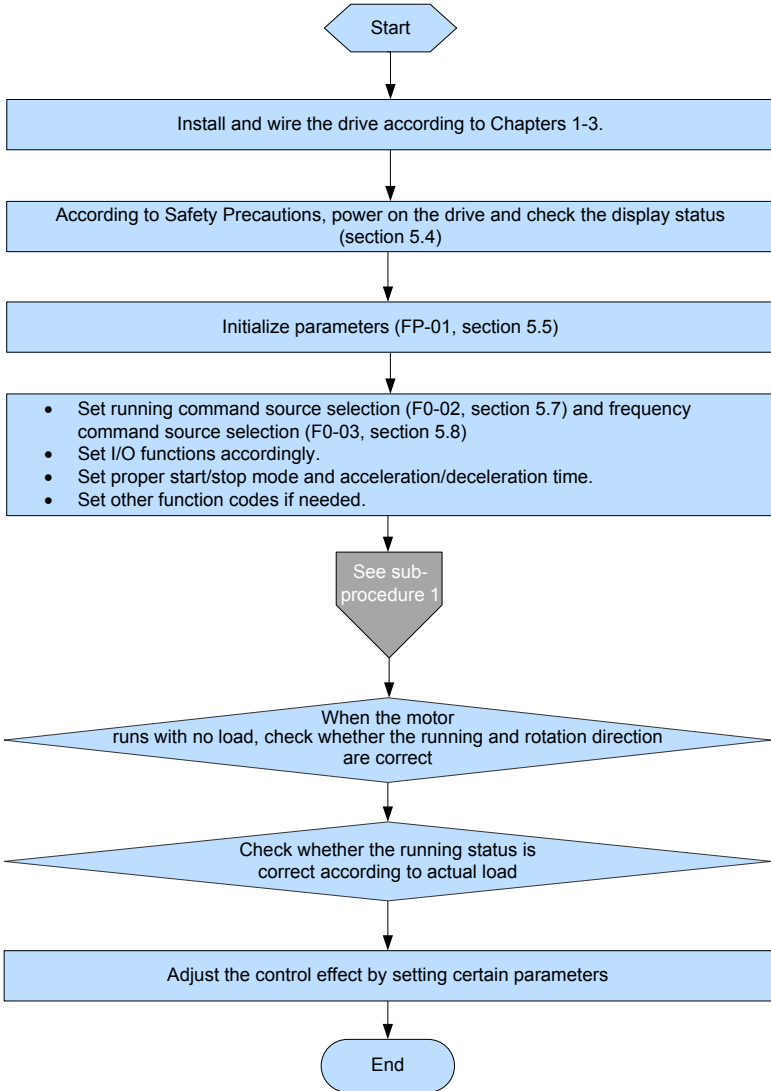 Start
Install and wire the drive according to Chapters 1-3.
According to Safety Precautions, power on the drive and check the display status
(section 5.4)
Initialize parameters (FP-01, section 5.5)
• Set running command source selection (F0-02, section 5.7) and frequency
command source selection (F0-03, section 5.8)
• Set I/O functions accordingly.
• Set proper start/stop mode and acceleration/deceleration time.
• Set other function codes if needed.
See sub-
procedure 1
When the motor
runs with no load, check whether the running and rotation direction
are correct
Check whether the running status is
correct according to actual load
Adjust the control effect by setting certain parameters
End